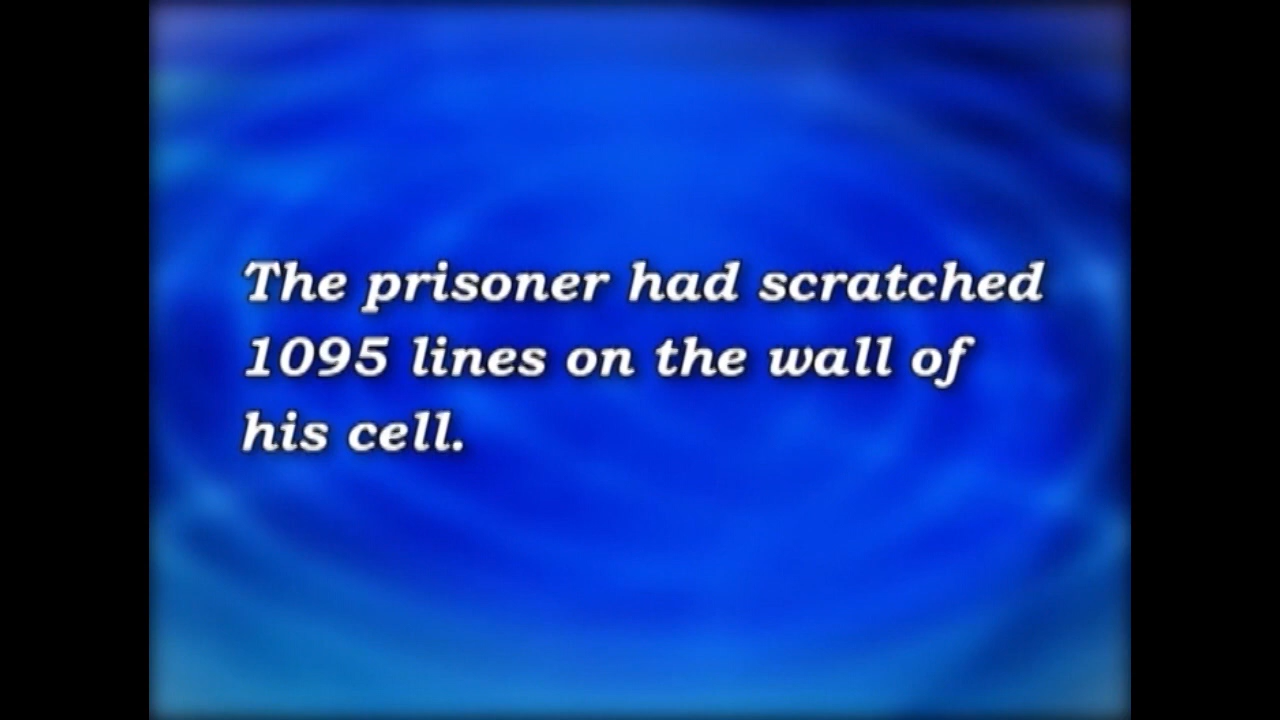 The prisoner had scratched
1095 lines on the wall of
his cell.